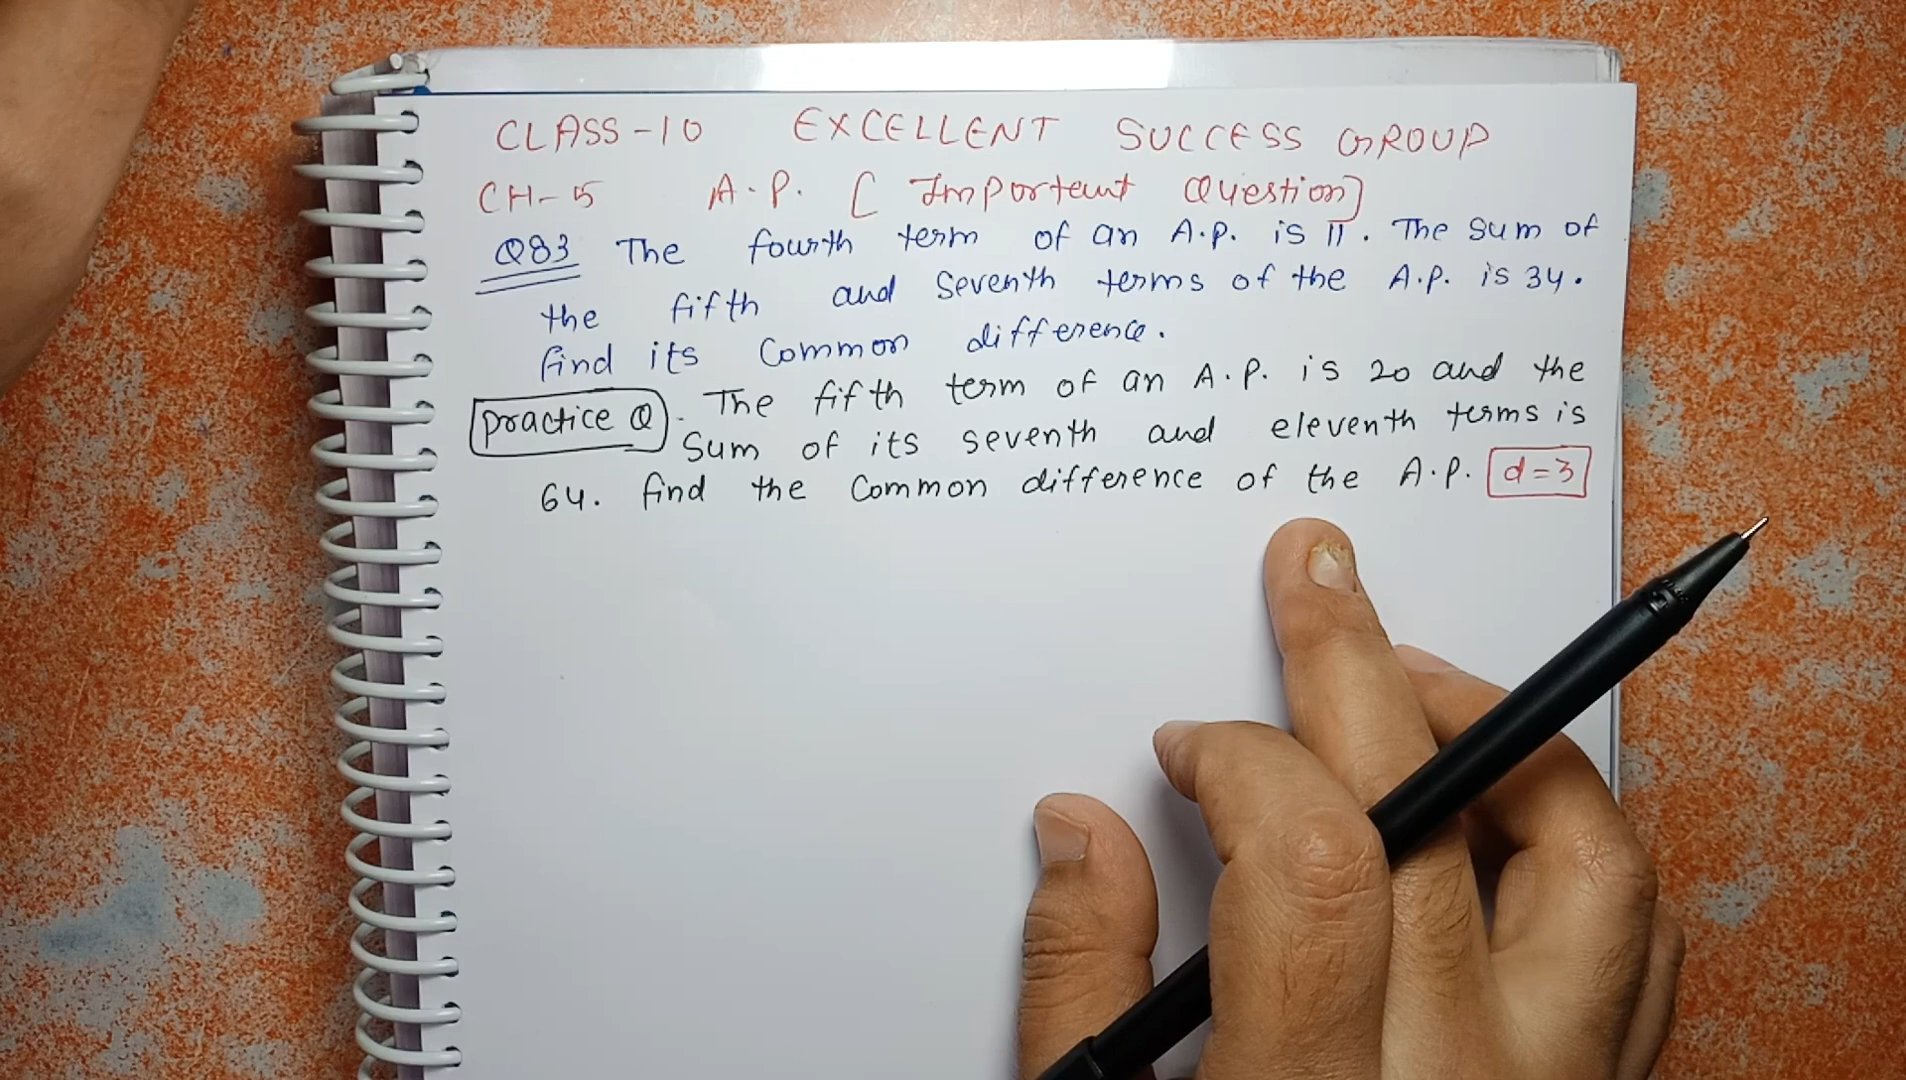 CLASS-10 EXCELLENT SUCCESS GROUP
CH-5 A.P. [Important Question]
Q83 The fourth term of an A.P. is 11. The sum of
the fifth and seventh terms of the A.P. is 34.
find its common difference.
Practice Q. The fifth term of an A.P. is 20 and the
sum of its seventh and eleventh terms is
64. find the common difference of the A.P. d=3